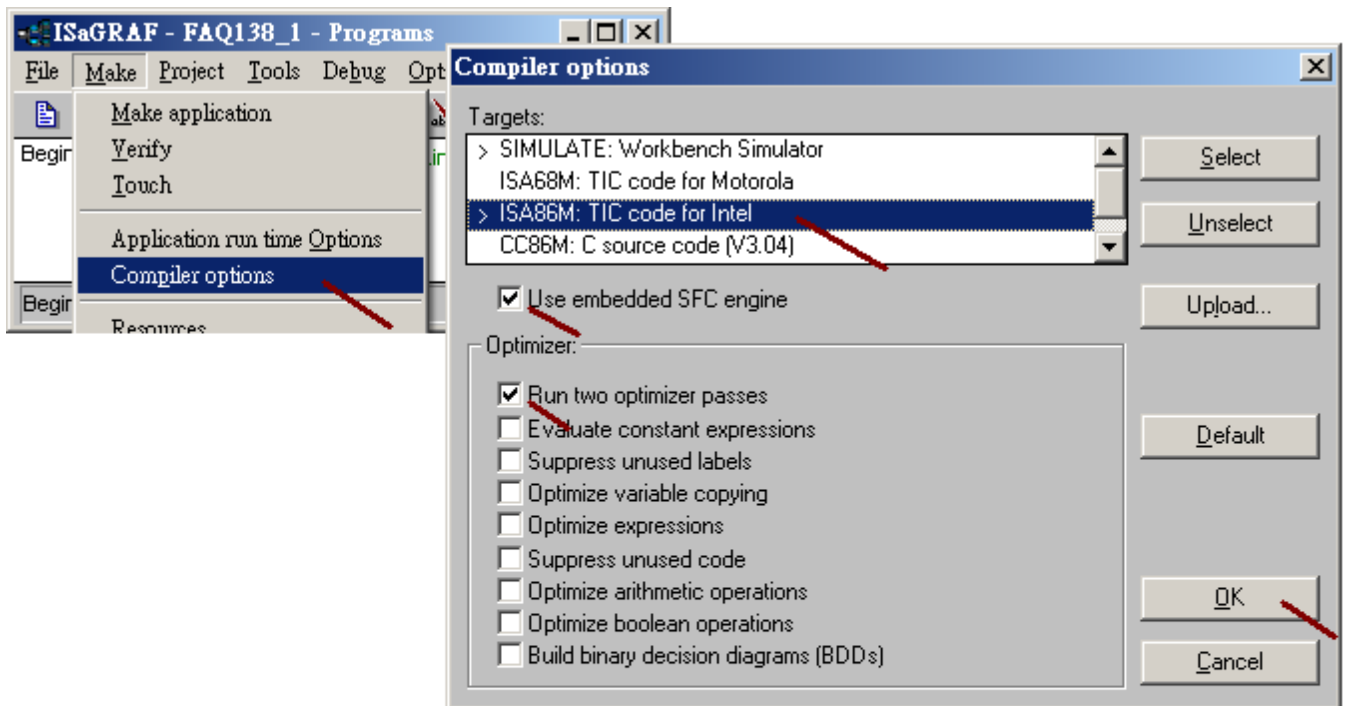 ISaGRAF - FAQ138_1 - Programs
File Make Project Tools Debug Opt
Make application
Verify
Touch
Application run time Options
Compiler options
Resources
Begin
Begin
Compiler options
Targets:
> SIMULATE: Workbench Simulator
ISA68M: TIC code for Motorola
> ISA86M: TIC code for Intel
CC86M: C source code (V3.04)
Select
Unselect
Upload...
Default
OK
Cancel
Use embedded SFC engine
Optimizer:
Run two optimizer passes
Evaluate constant expressions
Suppress unused labels
Optimize variable copying
Optimize expressions
Suppress unused code
Optimize arithmetic operations
Optimize boolean operations
Build binary decision diagrams (BDDs)